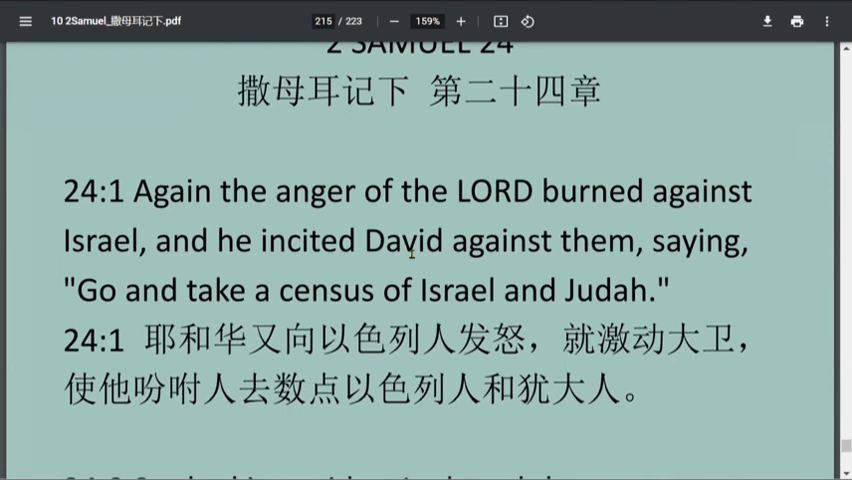 10 2Samuel_撒母耳记下.pdf
215 / 223
159%
2 SAMUEL 24
撒母耳记下 第二十四章
24:1 Again the anger of the LORD burned against
Israel, and he incited David against them, saying,
"Go and take a census of Israel and Judah."
24:1 耶和华又向以色列人发怒，就激动大卫，
使他吩咐人去数点以色列人和犹大人。